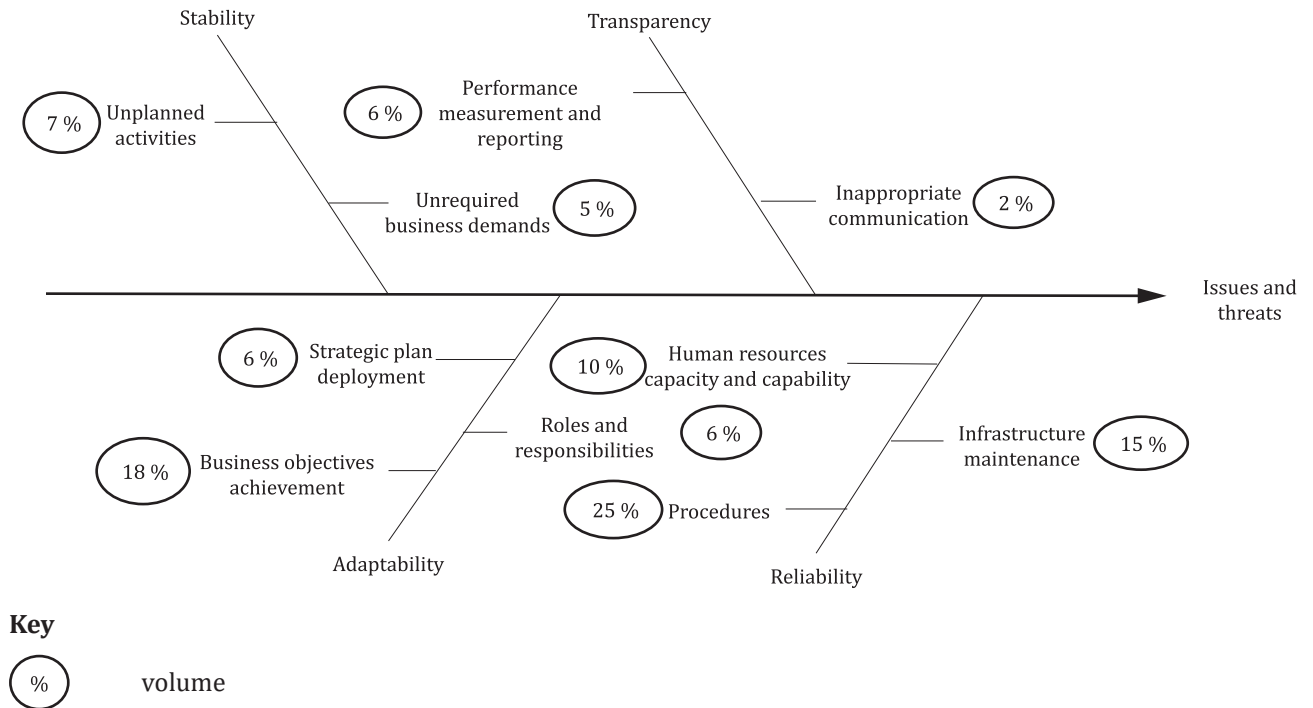 Stability
Transparency
7 %
Unplanned
activities
6 %
Performance
measurement and
reporting
Unrequired
business demands
5 %
Inappropriate
communication
2 %
Issues and
threats
6 %
Strategic plan
deployment
10 %
Human resources
capacity and capability
Roles and
responsibilities
6 %
18 %
Business objectives
achievement
Infrastructure
maintenance
15 %
25 %
Procedures
Adaptability
Reliability
Key
%
volume